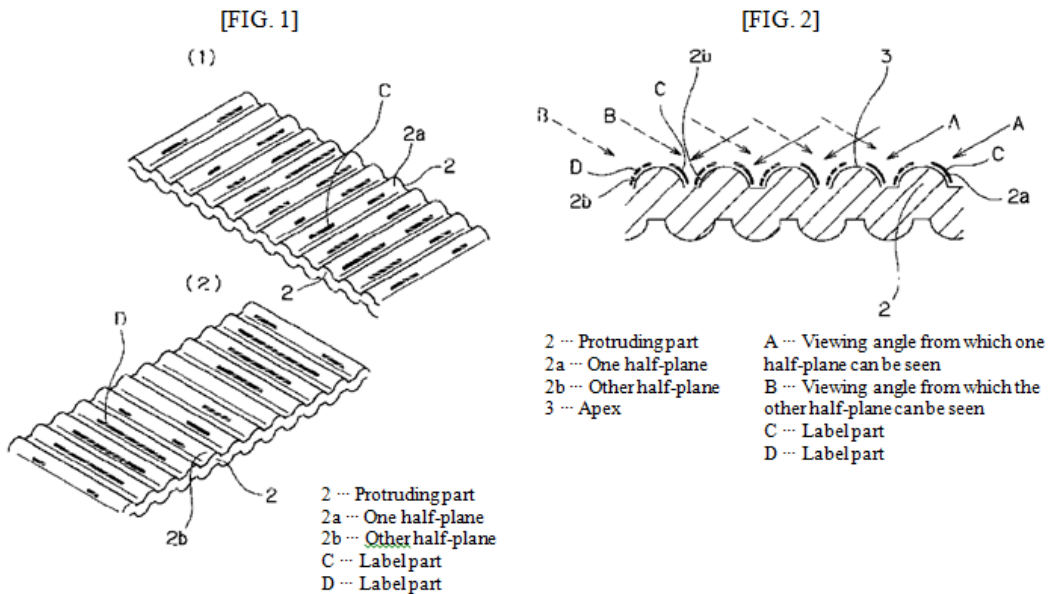 [FIG. 1]
(1)
C
2a
2
2
(2)
D
2
2b
2 ··· Protruding part
2a ··· One half-plane
2b ··· Other half-plane
C ··· Label part
D ··· Label part
[FIG. 2]
2b
3
C
B
B
A
A
D
C
2b
2a
2
2 ··· Protruding part
2a ··· One half-plane
2b ··· Other half-plane
3 ··· Apex
A ··· Viewing angle from which one
half-plane can be seen
B ··· Viewing angle from which the
other half-plane can be seen
C ··· Label part
D ··· Label part